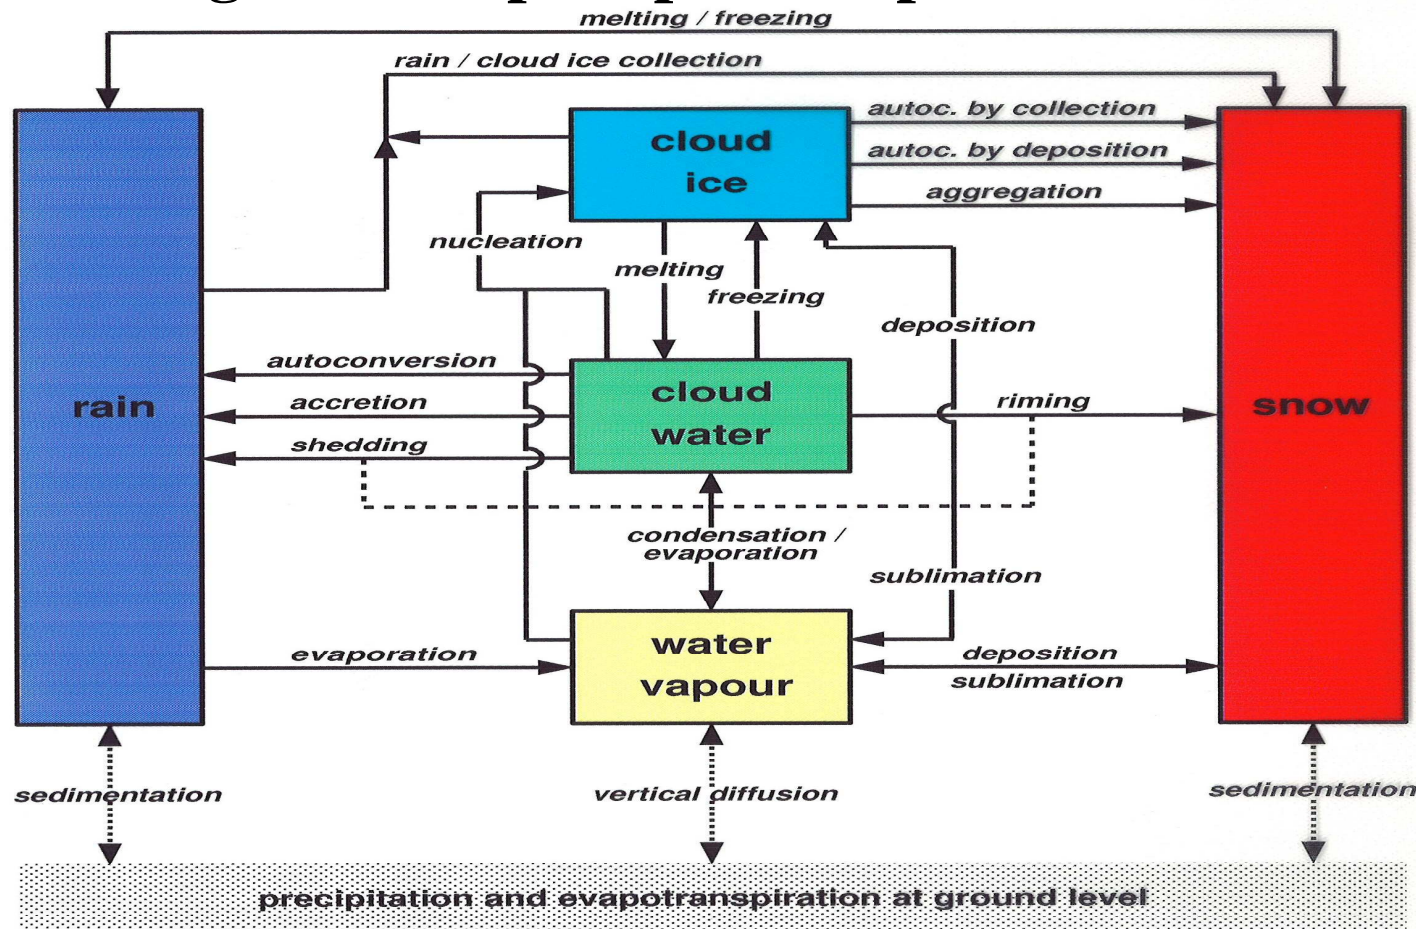 melting / freezing
rain / cloud ice collection
autoc. by collection
cloud
ice
autoc. by deposition
aggregation
nucleation
melting
freezing
deposition
autoconversion
rain
accretion
cloud
water
riming
snow
shedding
condensation /
evaporation
sublimation
water
vapour
evaporation
deposition
sublimation
sedimentation
vertical diffusion
sedimentation
precipitation and evapotranspiration at ground level